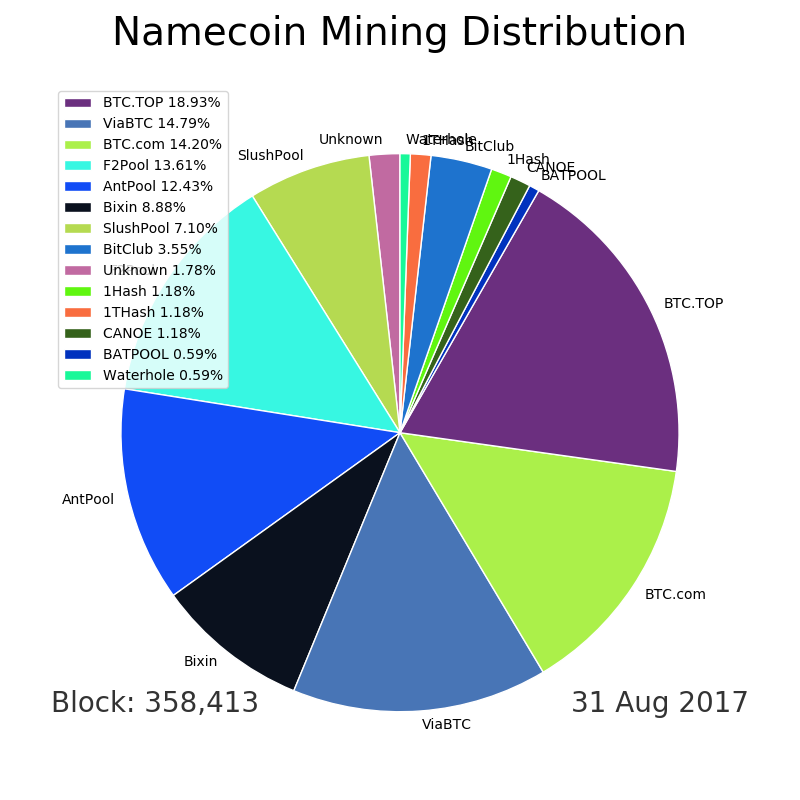 Namecoin Mining Distribution
BTC.TOP 18.93%
ViaBTC 14.79%
BTC.com 14.20%
F2Pool 13.61%
AntPool 12.43%
Bixin 8.88%
SlushPool 7.10%
BitClub 3.55%
Unknown 1.78%
1Hash 1.18%
1THash 1.18%
CANOE 1.18%
BATPOOL 0.59%
Waterhole 0.59%
Unknown
Waterhole
1THash
BitClub
SlushPool
1Hash
CANOE
BATPOOL
BTC.TOP
AntPool
BTC.com
Bixin
ViaBTC
Block: 358,413
31 Aug 2017